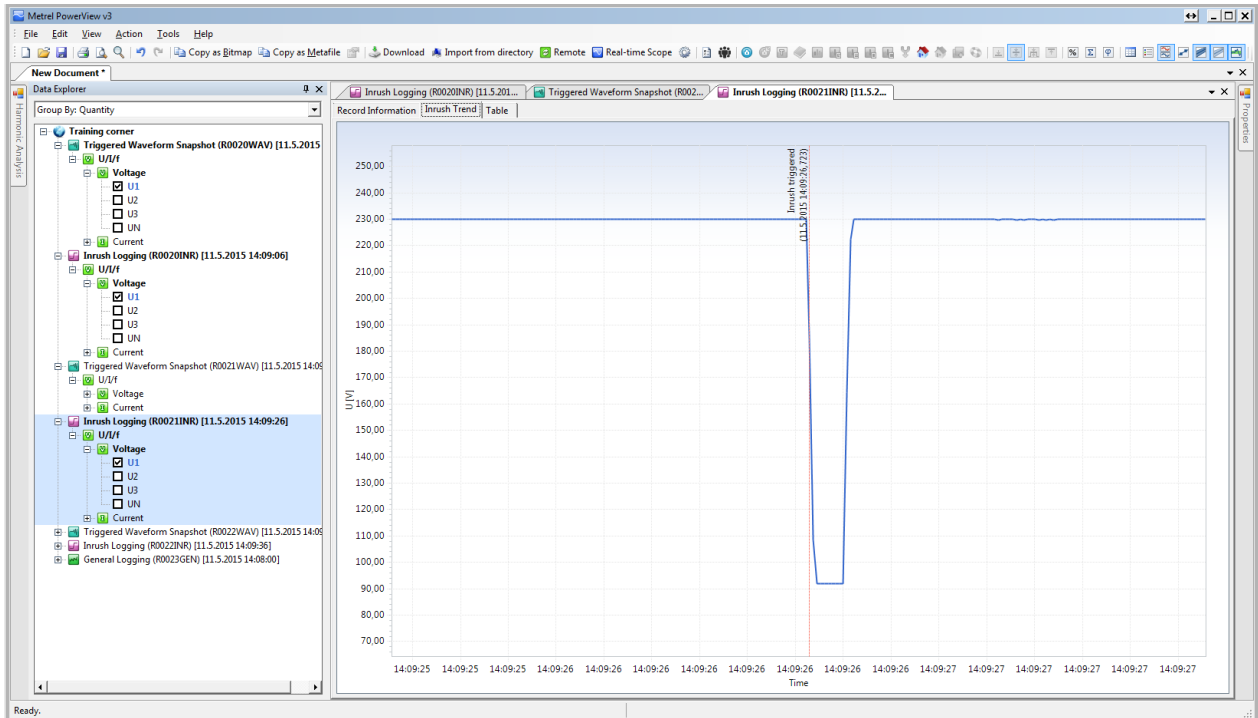 Metrel PowerView v3
File Edit View Action Tools Help
Copy as Bitmap Copy as Metafile Download Import from directory Remote Real-time Scope
New Document *
Harmonic Analysis
Data Explorer
Group By: Quantity
Training corner
Triggered Waveform Snapshot (R0020WAV) [11.5.2015
U/I/f
Voltage
U1
U2
U3
UN
Current
Inrush Logging (R0020INR) [11.5.2015 14:09:06]
U/I/f
Voltage
U1
U2
U3
UN
Current
Triggered Waveform Snapshot (R0021WAV) [11.5.2015 14:09
U/I/f
Voltage
Current
Inrush Logging (R0021INR) [11.5.2015 14:09:26]
U/I/f
Voltage
U1
U2
U3
UN
Current
Triggered Waveform Snapshot (R0022WAV) [11.5.2015 14:09
Inrush Logging (R0022INR) [11.5.2015 14:09:36]
General Logging (R0023GEN) [11.5.2015 14:08:00]
Inrush Logging (R0020INR) [11.5.201... Triggered Waveform Snapshot (R002... Inrush Logging (R0021INR) [11.5.2...
Record Information Inrush Trend Table
Inrush triggered
(11.5.2015 14:09:26,723)
250,00
240,00
230,00
220,00
210,00
200,00
190,00
180,00
170,00
160,00
150,00
140,00
130,00
120,00
110,00
100,00
90,00
80,00
70,00
U [V]
14:09:25 14:09:25 14:09:25 14:09:26 14:09:26 14:09:26 14:09:26 14:09:26 14:09:26 14:09:26 14:09:26 14:09:27 14:09:27 14:09:27 14:09:27 14:09:27 14:09:27
Time
Properties
Ready.